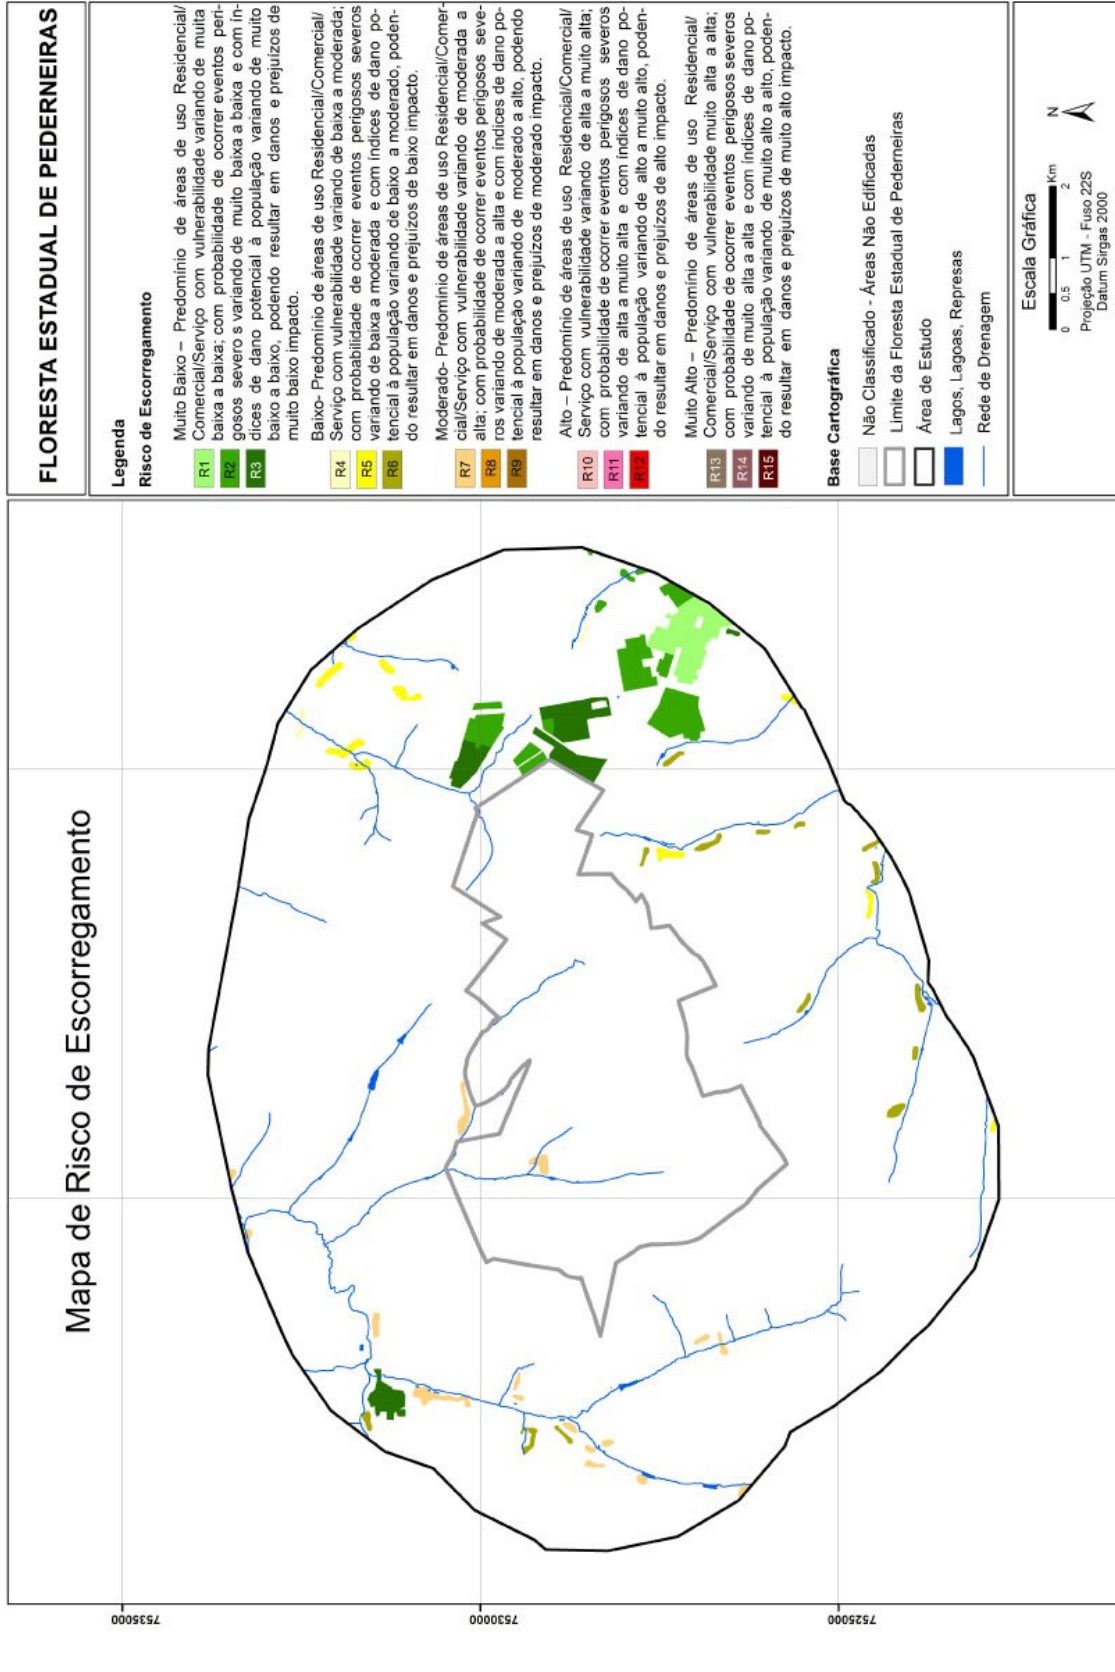 Mapa de Risco de Escorregamento
7535000
7530000
7525000
FLORESTA ESTADUAL DE PEDERNEIRAS
Legenda
Risco de Escorregamento
R1
R2
R3
Muito Baixo – Predomínio de áreas de uso Residencial/
Comercial/Serviço com vulnerabilidade variando de muita
baixa a baixa; com probabilidade de ocorrer eventos peri-
gosos severo s variando de muito baixa a baixa e com ín-
dices de dano potencial à população variando de muito
baixo a baixo, podendo resultar em danos e prejuízos de
muito baixo impacto.
R4
R5
R6
Baixo- Predomínio de áreas de uso Residencial/Comercial/
Serviço com vulnerabilidade variando de baixa a moderada;
com probabilidade de ocorrer eventos perigosos severos
variando de baixa a moderada e com índices de dano po-
tencial à população variando de baixo a moderado, poden-
do resultar em danos e prejuízos de baixo impacto.
R7
R8
R9
Moderado- Predomínio de áreas de uso Residencial/Comer-
cial/Serviço com vulnerabilidade variando de moderada a
alta; com probabilidade de ocorrer eventos perigosos seve-
ros variando de moderada a alta e com índices de dano po-
tencial à população variando de moderado a alto, podendo
resultar em danos e prejuízos de moderado impacto.
R10
R11
R12
Alto – Predomínio de áreas de uso Residencial/Comercial/
Serviço com vulnerabilidade variando de alta a muito alta;
com probabilidade de ocorrer eventos perigosos severos
variando de alta a muito alta e com índices de dano po-
tencial à população variando de alto a muito alto, poden-
do resultar em danos e prejuízos de alto impacto.
R13
R14
R15
Muito Alto – Predomínio de áreas de uso Residencial/
Comercial/Serviço com vulnerabilidade muito alta a alta;
com probabilidade de ocorrer eventos perigosos severos
variando de muito alta a alta e com índices de dano po-
tencial à população variando de muito alto a alto, poden-
do resultar em danos e prejuízos de muito alto impacto.
Base Cartográfica
Não Classificado - Áreas Não Edificadas
Limite da Floresta Estadual de Pederneiras
Área de Estudo
Lagos, Lagoas, Represas
Rede de Drenagem
Escala Gráfica
0 0,5 1 2 Km
Projeção UTM - Fuso 22S
Datum Sirgas 2000
N